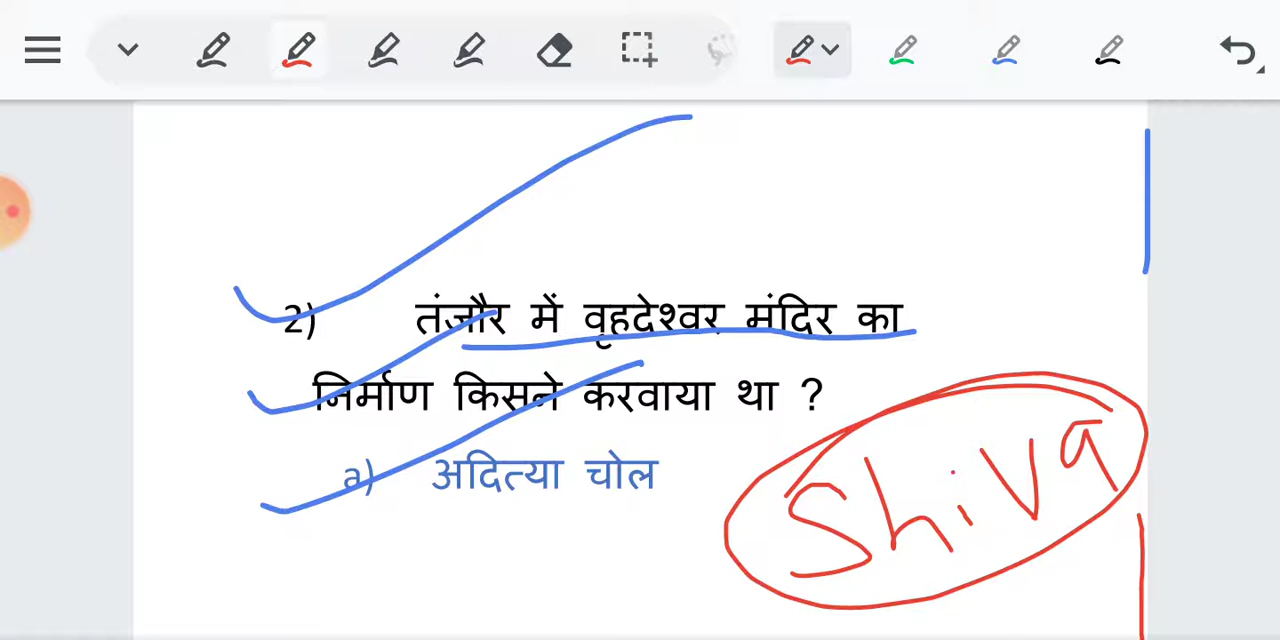 2) तंजौर में वृहदेश्वर मंदिर का
निर्माण किसने करवाया था ?
a) अदित्या चोल
Shiva